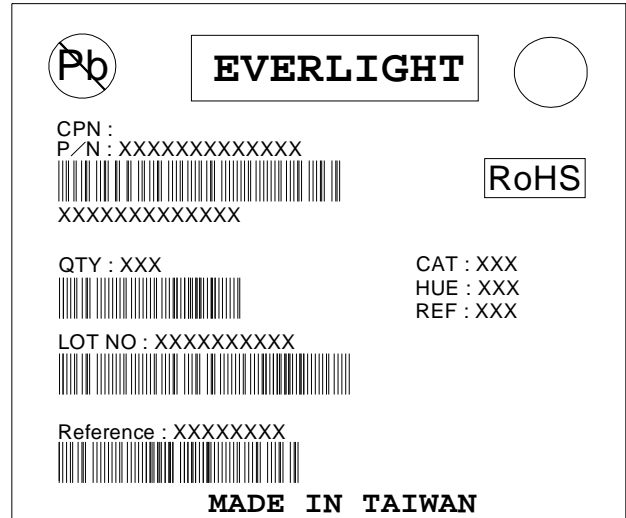 Pb
EVERLIGHT
CPN :
P/N : XXXXXXXXXXXXX
RoHS
XXXXXXXXXXXXX
QTY : XXX
CAT : XXX
HUE : XXX
REF : XXX
LOT NO : XXXXXXXXXX
Reference : XXXXXXXX
MADE IN TAIWAN